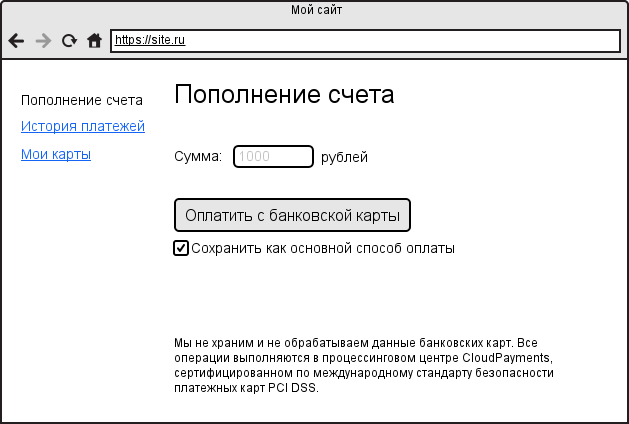 Мой сайт
https://site.ru
Пополнение счета
История платежей
Мои карты
Пополнение счета
Сумма: 1000 рублей
Оплатить с банковской карты
Сохранить как основной способ оплаты
Мы не храним и не обрабатываем данные банковских карт. Все
операции выполняются в процессинговом центре CloudPayments,
сертифицированном по международному стандарту безопасности
платежных карт PCI DSS.